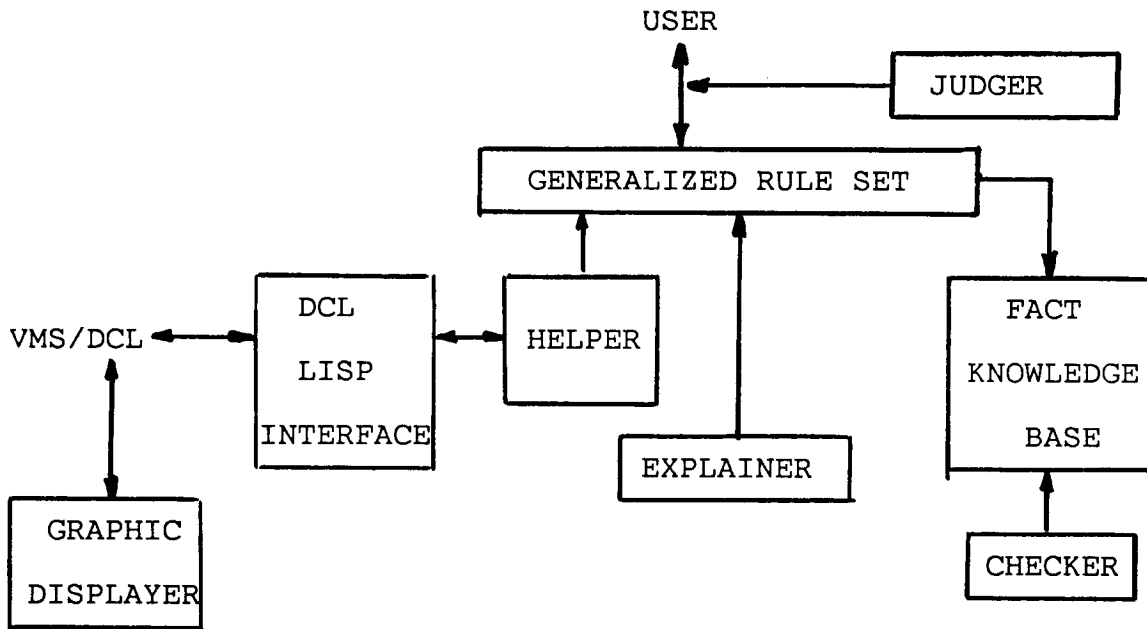 USER
JUDGER
GENERALIZED RULE SET
DCL
LISP
INTERFACE
VMS/DCL
HELPER
FACT
KNOWLEDGE
BASE
EXPLAINER
GRAPHIC
DISPLAYER
CHECKER